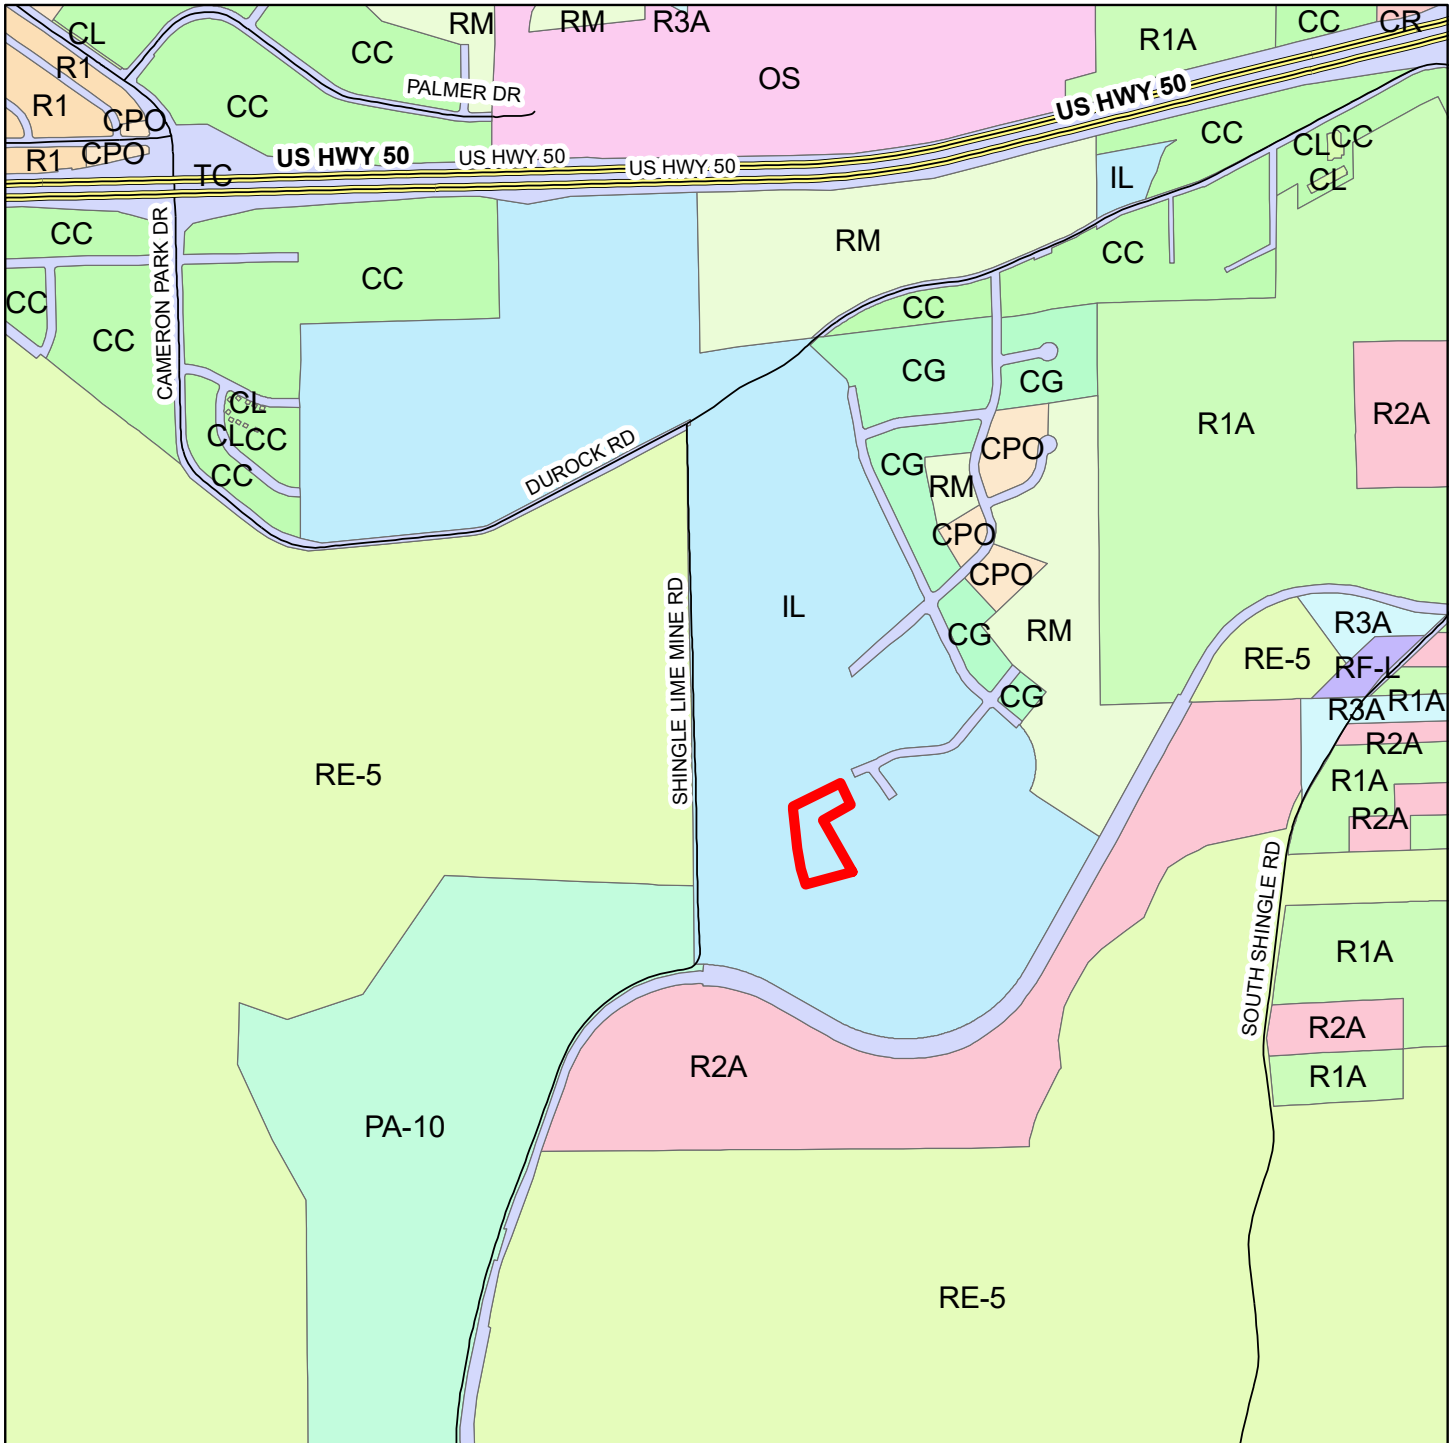 CL
RM
RM
R3A
CC
CR
R1A
CC
R1
OS
PALMER DR
CC
R1
CPO
US HWY 50
CPO
R1
TC
US HWY 50
US HWY 50
US HWY 50
CC
CL
CC
CL
IL
CC
CAMERON PARK DR
RM
CC
CC
CC
CC
CC
CG
CG
CL
CL
CC
CC
DUROCK RD
R1A
R2A
CPO
CG
RM
CPO
CPO
SHINGLE LIME MINE RD
IL
CG
RM
R3A
RE-5
RF-L
CG
R3A
R1A
R2A
RE-5
R1A
R2A
SOUTH SHINGLE RD
R1A
R2A
R2A
R1A
PA-10
RE-5